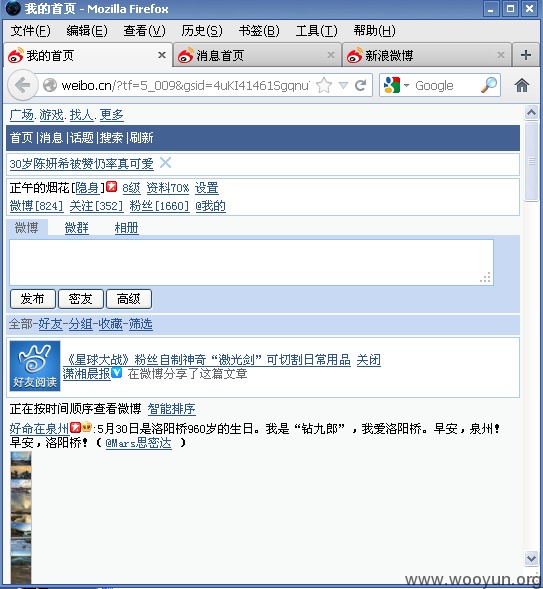 我的首页 - Mozilla Firefox
文件(F) 编辑(E) 查看(V) 历史(S) 书签(B) 工具(T) 帮助(H)
我的首页 消息首页 新浪微博
weibo.cn/?tf=5_009&gsid=4uKI41461Sgqnu Google
广场.游戏.找人.更多
首页|消息|话题|搜索|刷新
30岁陈妍希被赞仍率真可爱
正午的烟花[隐身] 8级 资料70% 设置
微博[824] 关注[352] 粉丝[1660] @我的
微博 微群 相册
发布 密友 高级
全部-好友-分组-收藏-筛选
《星球大战》粉丝自制神奇“激光剑”可切割日常用品 关闭
好友阅读 潇湘晨报 在微博分享了这篇文章
正在按时间顺序查看微博 智能排序
好命在泉州:5月30日是洛阳桥960岁的生日。我是“钻九郎”，我爱洛阳桥。早安，泉州！
早安，洛阳桥！（@Mars思密达 ）
www.wooyun.org